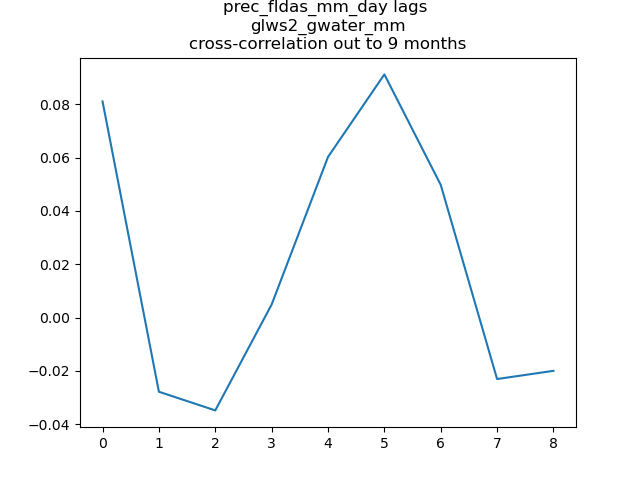 prec_fldas_mm_day lags
glws2_gwater_mm
cross-correlation out to 9 months
0.08
0.06
0.04
0.02
0.00
−0.02
−0.04
0 1 2 3 4 5 6 7 8